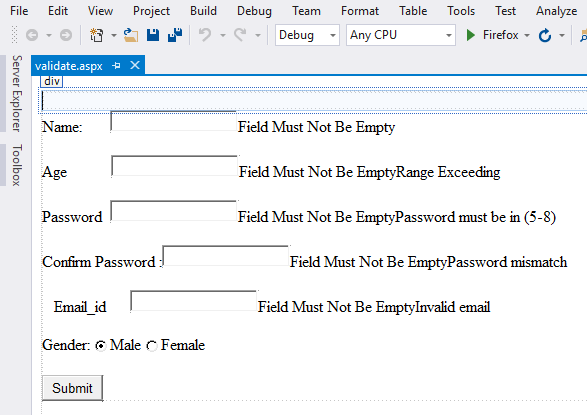 View Project Build Debug Team Format Table Tools Test Analyze
Debug Any CPU Firefox
Server Explorer
Toolbox
validate.aspx
div
Name: Field Must Not Be Empty
Age Field Must Not Be EmptyRange Exceeding
Password Field Must Not Be EmptyPassword must be in (5-8)
Confirm Password : Field Must Not Be EmptyPassword mismatch
Email_id Field Must Not Be EmptyInvalid email
Gender: Male Female
Submit